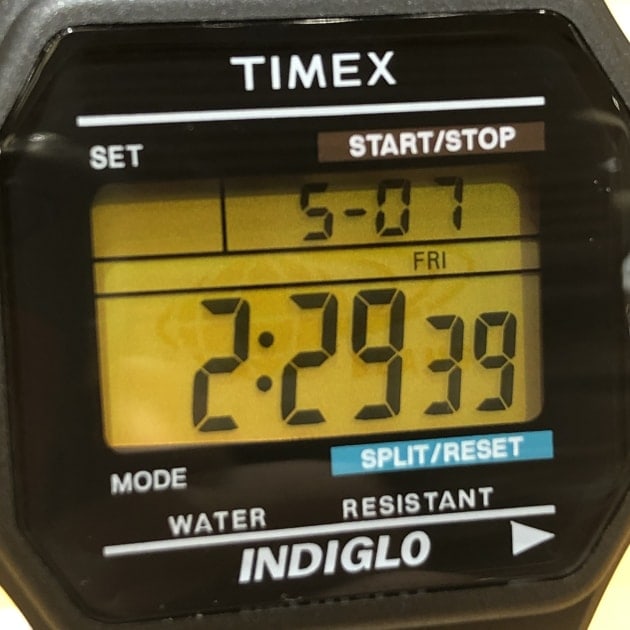 TIMEX
SET START/STOP
5-07
FRI
2:29 39
SPLIT/RESET
MODE
WATER RESISTANT
INDIGLO